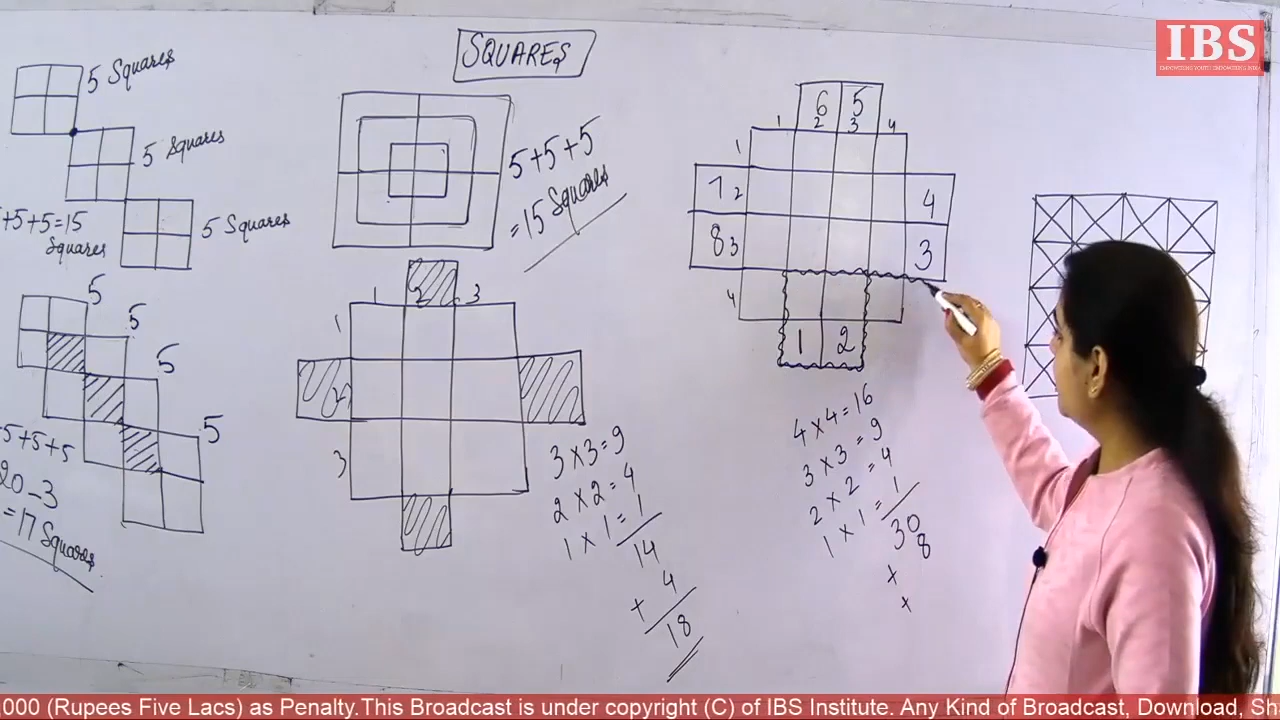 IBS
SQUARES
5 Squares
5 Squares
5 Squares
+5+5=15
Squares
5
5
5
5
+5+5+5
20-3
=17 Squares
5+5+5
=15 Squares
1 2 3
1
3
3×3=9
2×2=4
1×1=1
14
+ 4
18
6 5
1 2 3 4
1
7 2
8 3
4
4
3
1 2
4×4=16
3×3=9
2×2=4
1×1=1
30
8
×
×
000 (Rupees Five Lacs) as Penalty.This Broadcast is under copyright (C) of IBS Institute. Any Kind of Broadcast, Download, Sh